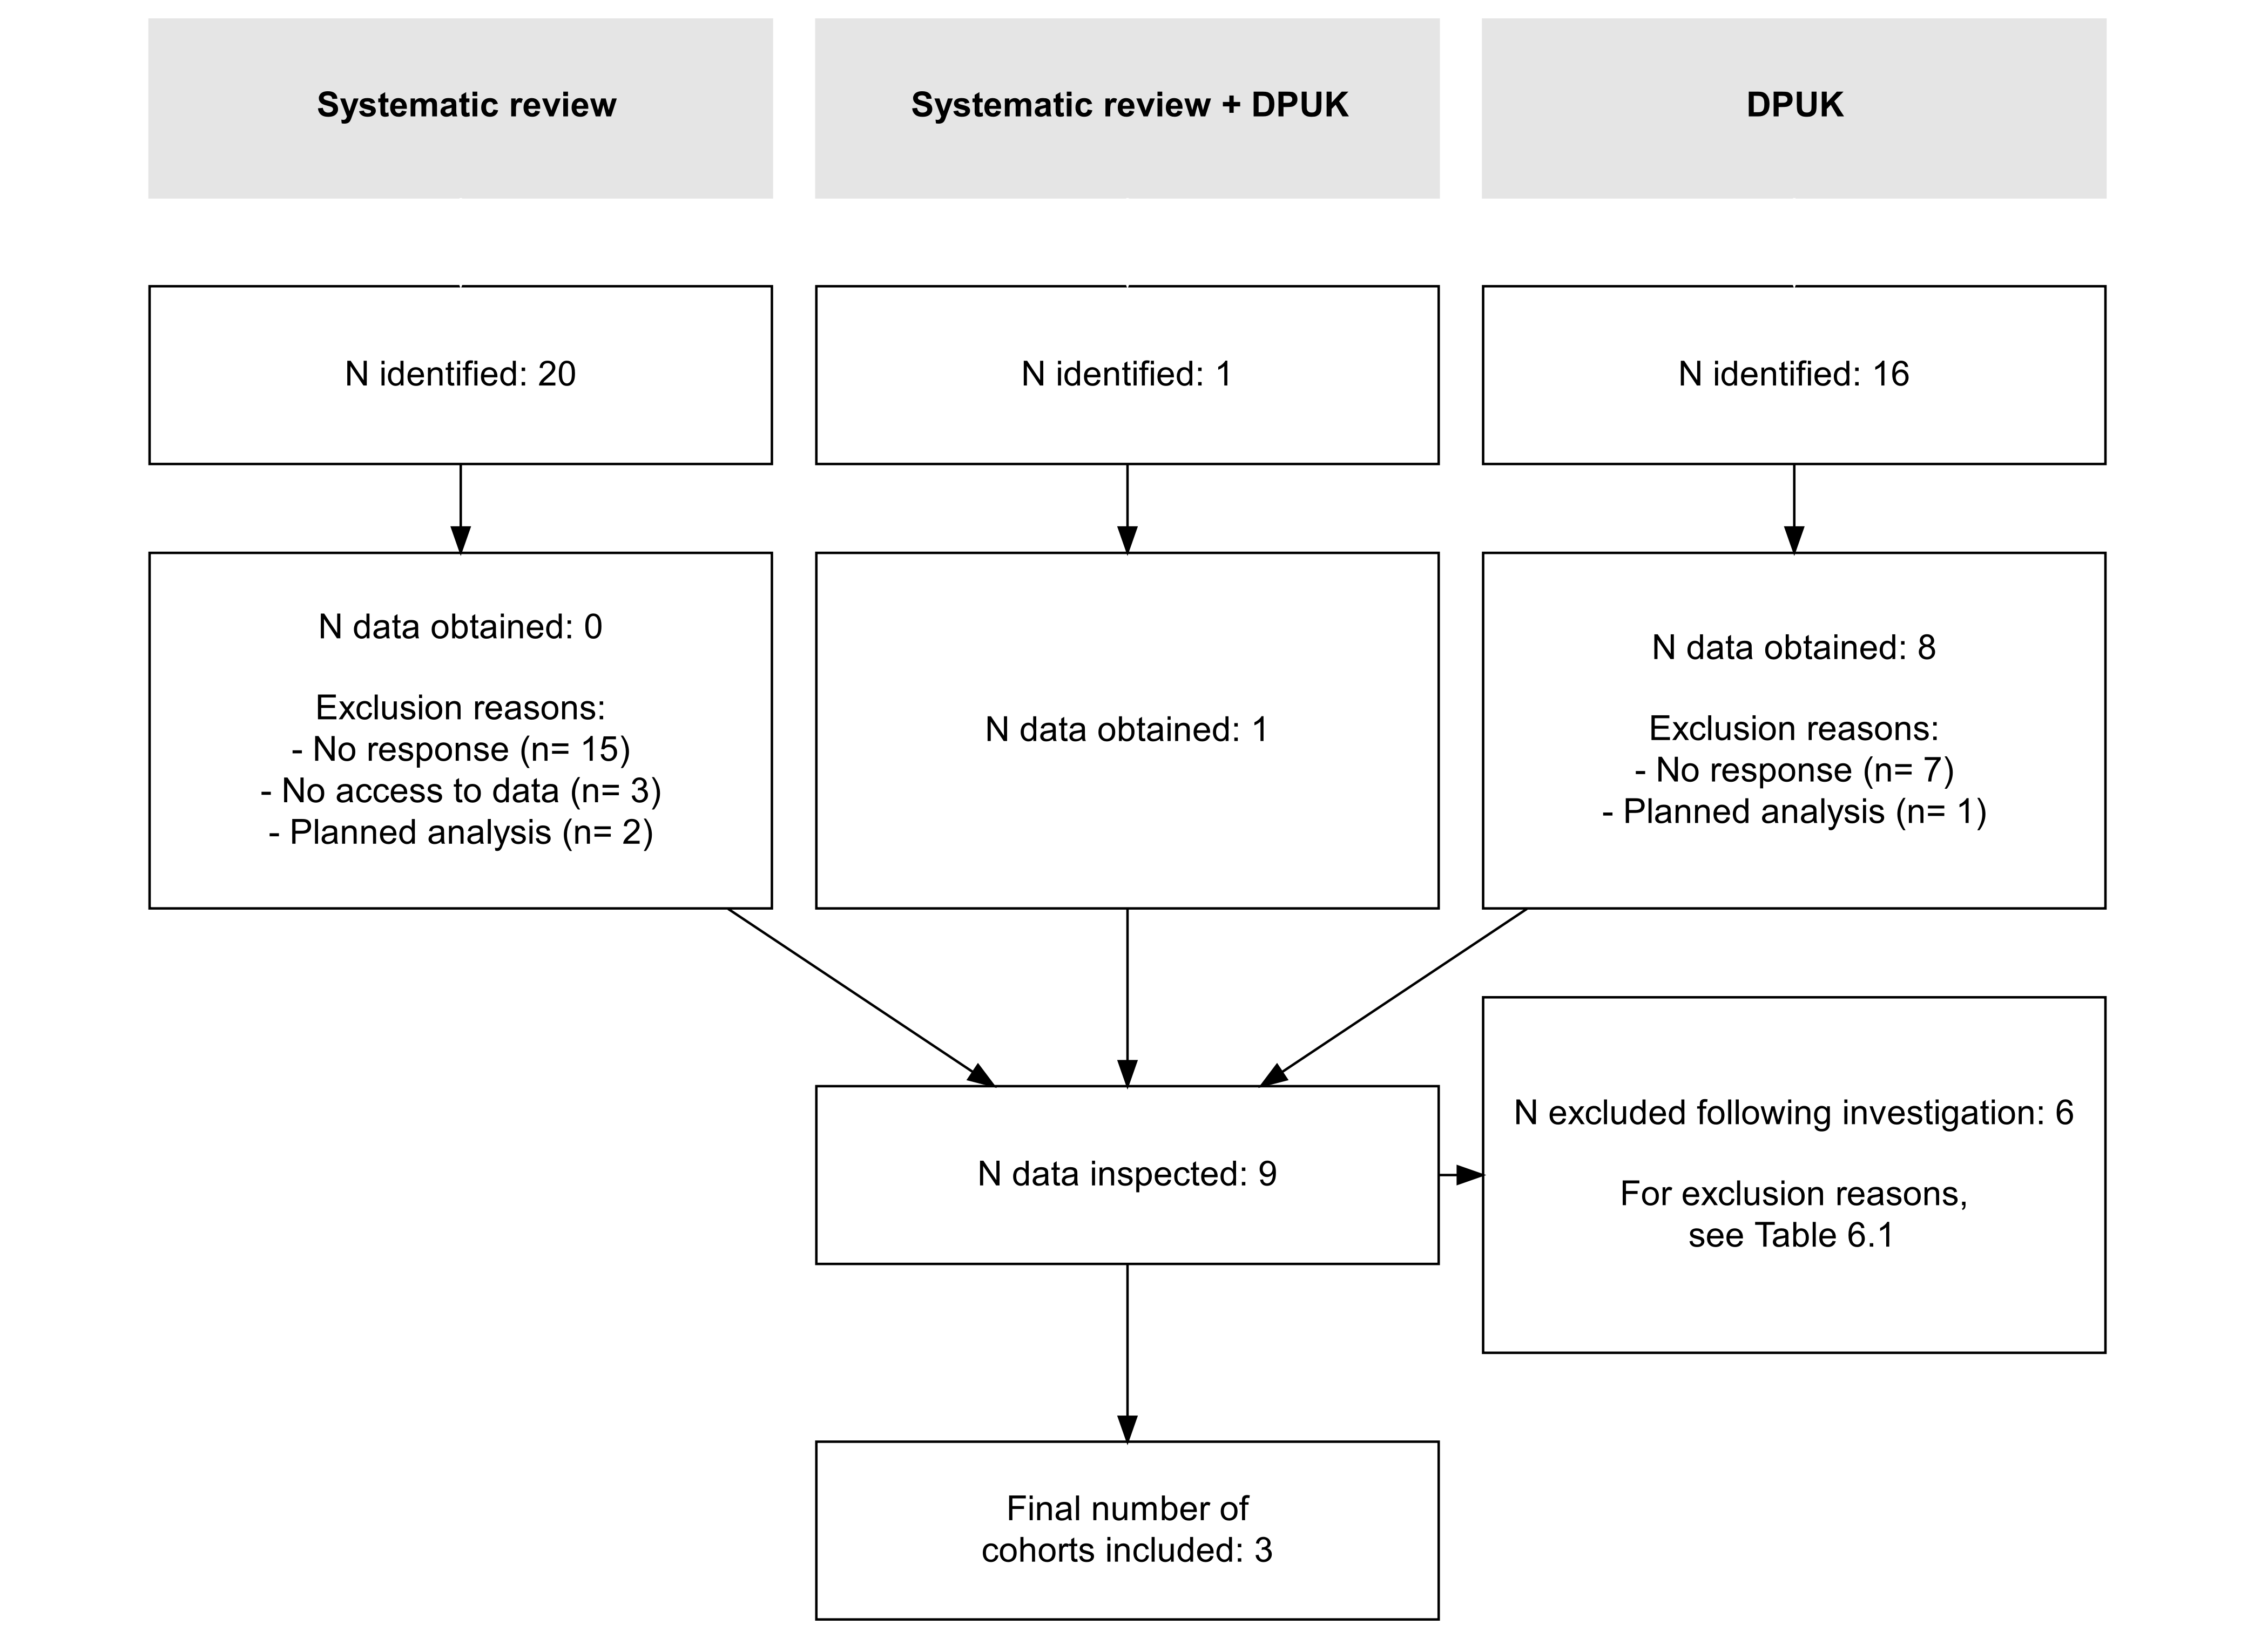 Systematic review
Systematic review + DPUK
DPUK
N identified: 20
N identified: 1
N identified: 16
N data obtained: 0
Exclusion reasons:
- No response (n= 15)
- No access to data (n= 3)
- Planned analysis (n= 2)
N data obtained: 1
N data obtained: 8
Exclusion reasons:
- No response (n= 7)
- Planned analysis (n= 1)
N data inspected: 9
N excluded following investigation: 6
For exclusion reasons,
see Table 6.1
Final number of
cohorts included: 3